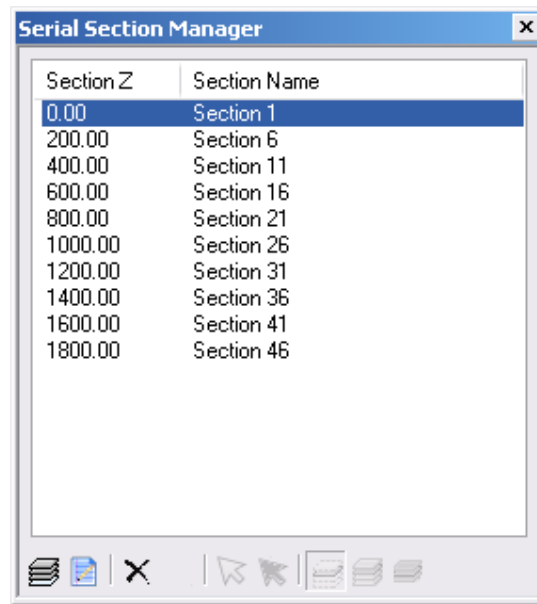 Serial Section Manager
Section Z Section Name
0.00 Section 1
200.00 Section 6
400.00 Section 11
600.00 Section 16
800.00 Section 21
1000.00 Section 26
1200.00 Section 31
1400.00 Section 36
1600.00 Section 41
1800.00 Section 46